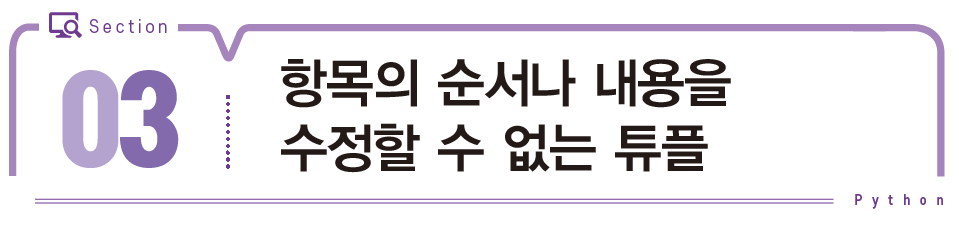 Section
03
항목의 순서나 내용을
수정할 수 없는 튜플
Python